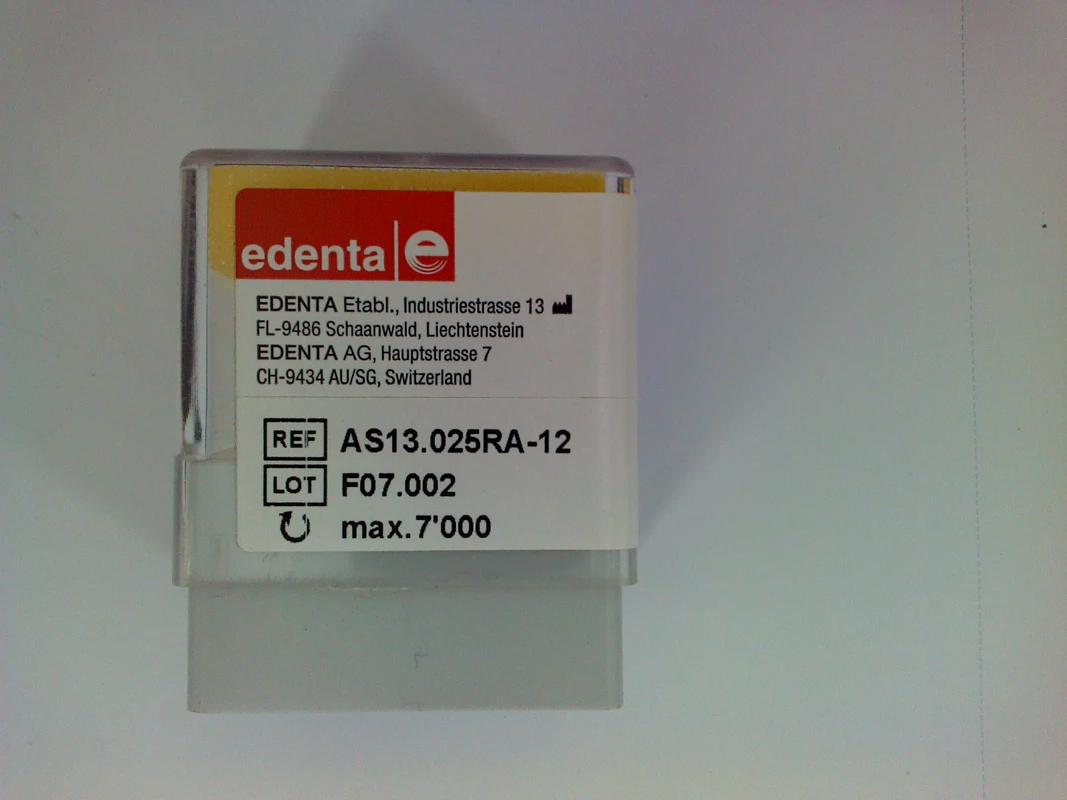 edenta e
EDENTA Etabl., Industriestrasse 13
FL-9486 Schaanwald, Liechtenstein
EDENTA AG, Hauptstrasse 7
CH-9434 AU/SG, Switzerland
REF AS13.025RA-12
LOT F07.002
max.7'000